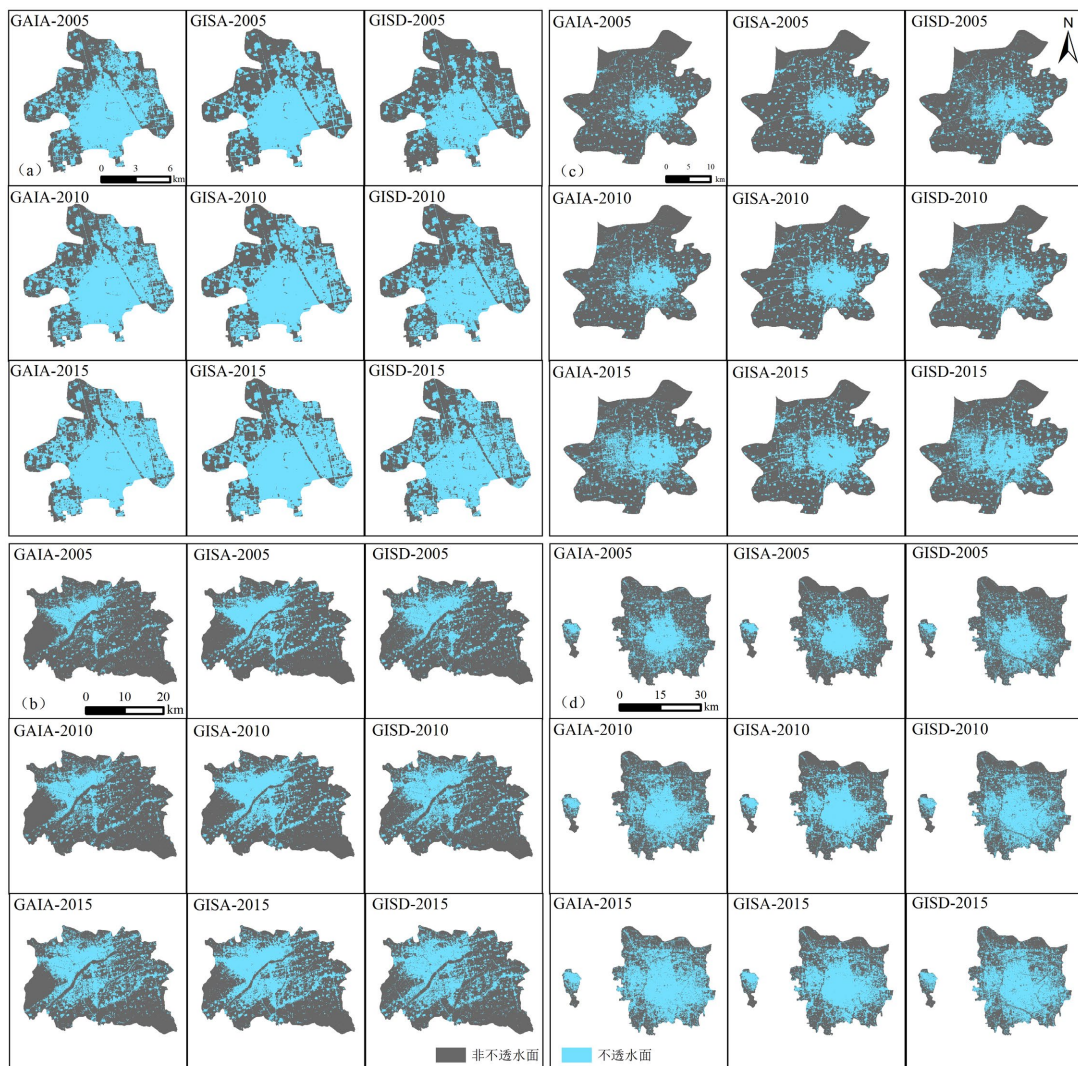 GAIA-2005 GISA-2005 GISD-2005 GAIA-2005 GISA-2005 GISD-2005
N
(a) 0 3 6 km
(c) 0 5 10 km
GAIA-2010 GISA-2010 GISD-2010 GAIA-2010 GISA-2010 GISD-2010
GAIA-2015 GISA-2015 GISD-2015 GAIA-2015 GISA-2015 GISD-2015
GAIA-2005 GISA-2005 GISD-2005 GAIA-2005 GISA-2005 GISD-2005
(b) 0 10 20 km
(d) 0 15 30 km
GAIA-2010 GISA-2010 GISD-2010 GAIA-2010 GISA-2010 GISD-2010
GAIA-2015 GISA-2015 GISD-2015 GAIA-2015 GISA-2015 GISD-2015
非不透水面 不透水面